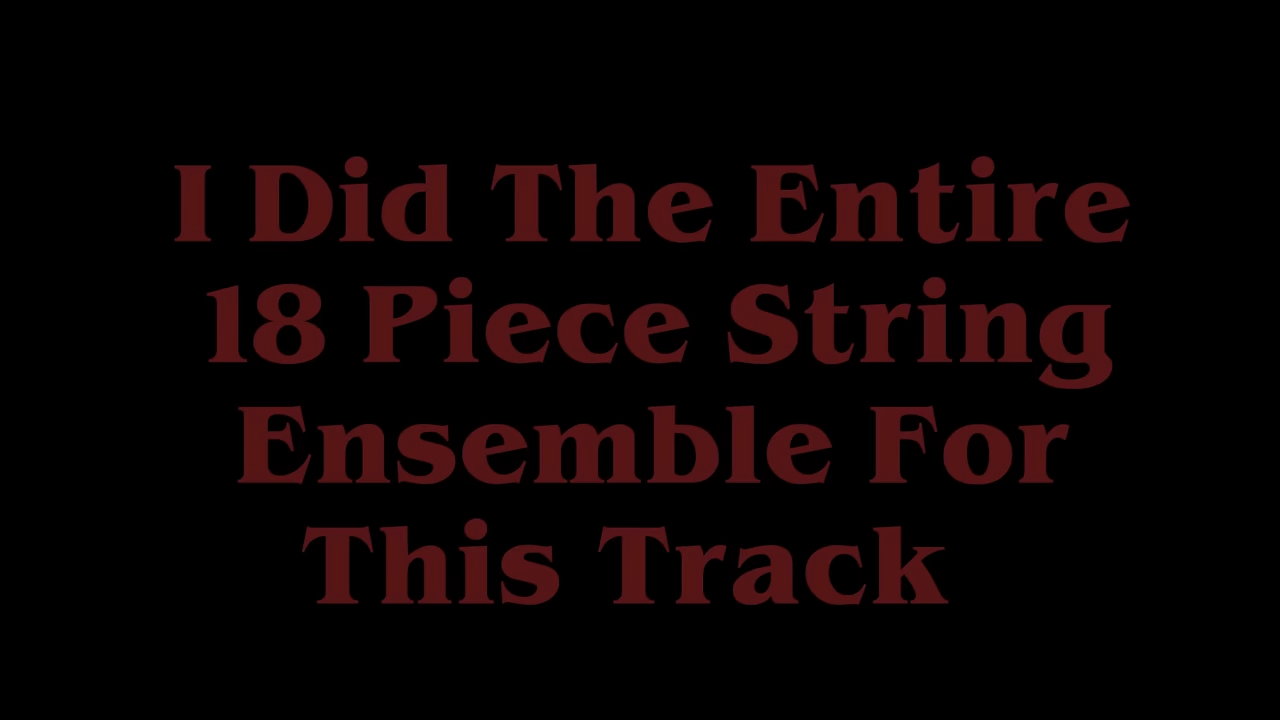 I Did The Entire
18 Piece String
Ensemble For
This Track